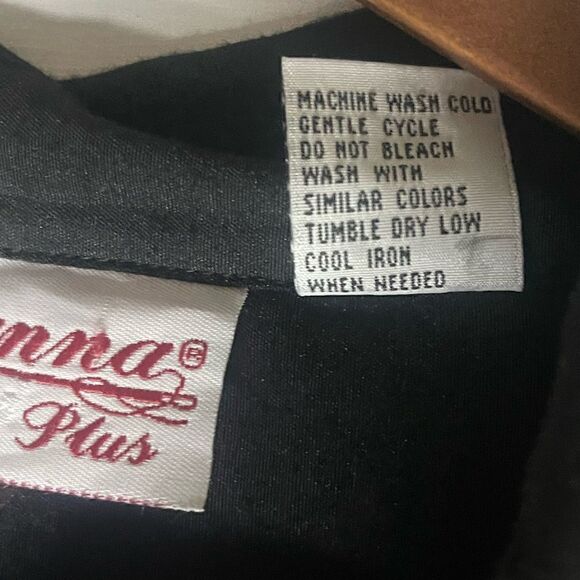 MACHINE WASH COLD
GENTLE CYCLE
DO NOT BLEACH
WASH WITH
SIMILAR COLORS
TUMBLE DRY LOW
COOL IRON
WHEN NEEDED
nna®
Plus